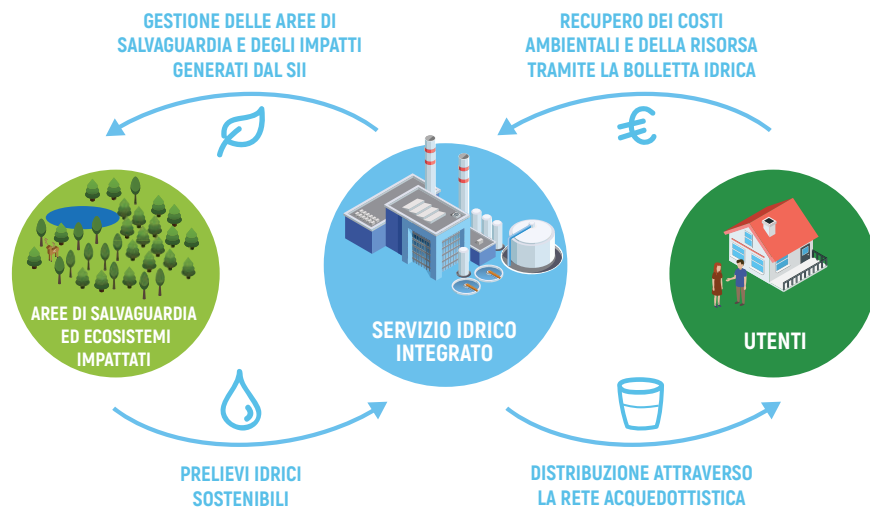 GESTIONE DELLE AREE DI
SALVAGUARDIA E DEGLI IMPATTI
GENERATI DAL SII
RECUPERO DEI COSTI
AMBIENTALI E DELLA RISORSA
TRAMITE LA BOLLETTA IDRICA
€
AREE DI SALVAGUARDIA
ED ECOSISTEMI
IMPATTATI
SERVIZIO IDRICO
INTEGRATO
UTENTI
PRELIEVI IDRICI
SOSTENIBILI
DISTRIBUZIONE ATTRAVERSO
LA RETE ACQUEDOTTISTICA